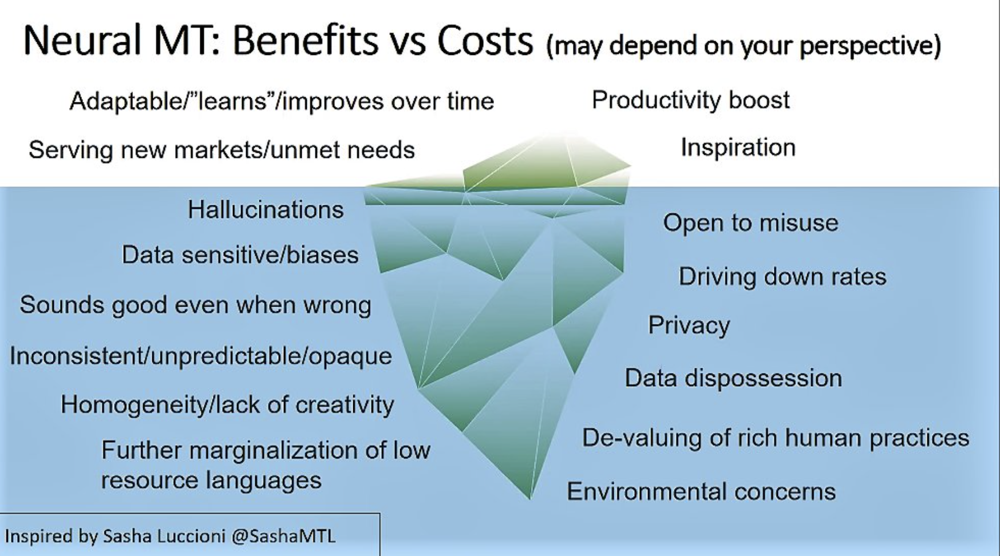 Neural MT: Benefits vs Costs (may depend on your perspective)
Adaptable/”learns”/improves over time
Productivity boost
Serving new markets/unmet needs
Inspiration
Hallucinations
Open to misuse
Data sensitive/biases
Driving down rates
Sounds good even when wrong
Privacy
Inconsistent/unpredictable/opaque
Data dispossession
Homogeneity/lack of creativity
De-valuing of rich human practices
Further marginalization of low
resource languages
Environmental concerns
Inspired by Sasha Luccioni @SashaMTL